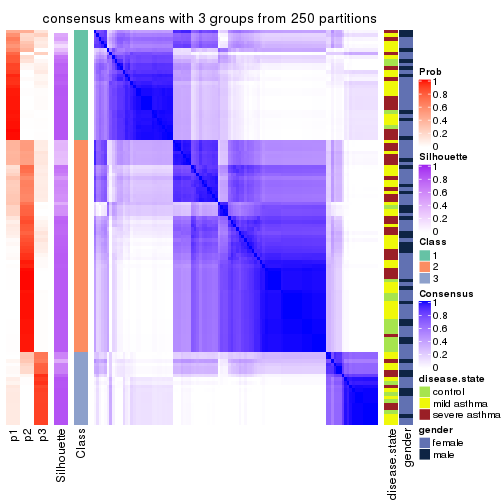 consensus kmeans with 3 groups from 250 partitions
Prob
1
0.8
0.6
0.4
0.2
0
Silhouette
1
0.8
0.6
0.4
0.2
0
Class
1
2
3
Consensus
1
0.8
0.6
0.4
0.2
0
disease.state
control
mild asthma
severe asthma
gender
female
male
p1
p2
p3
Silhouette
Class
disease.state
gender